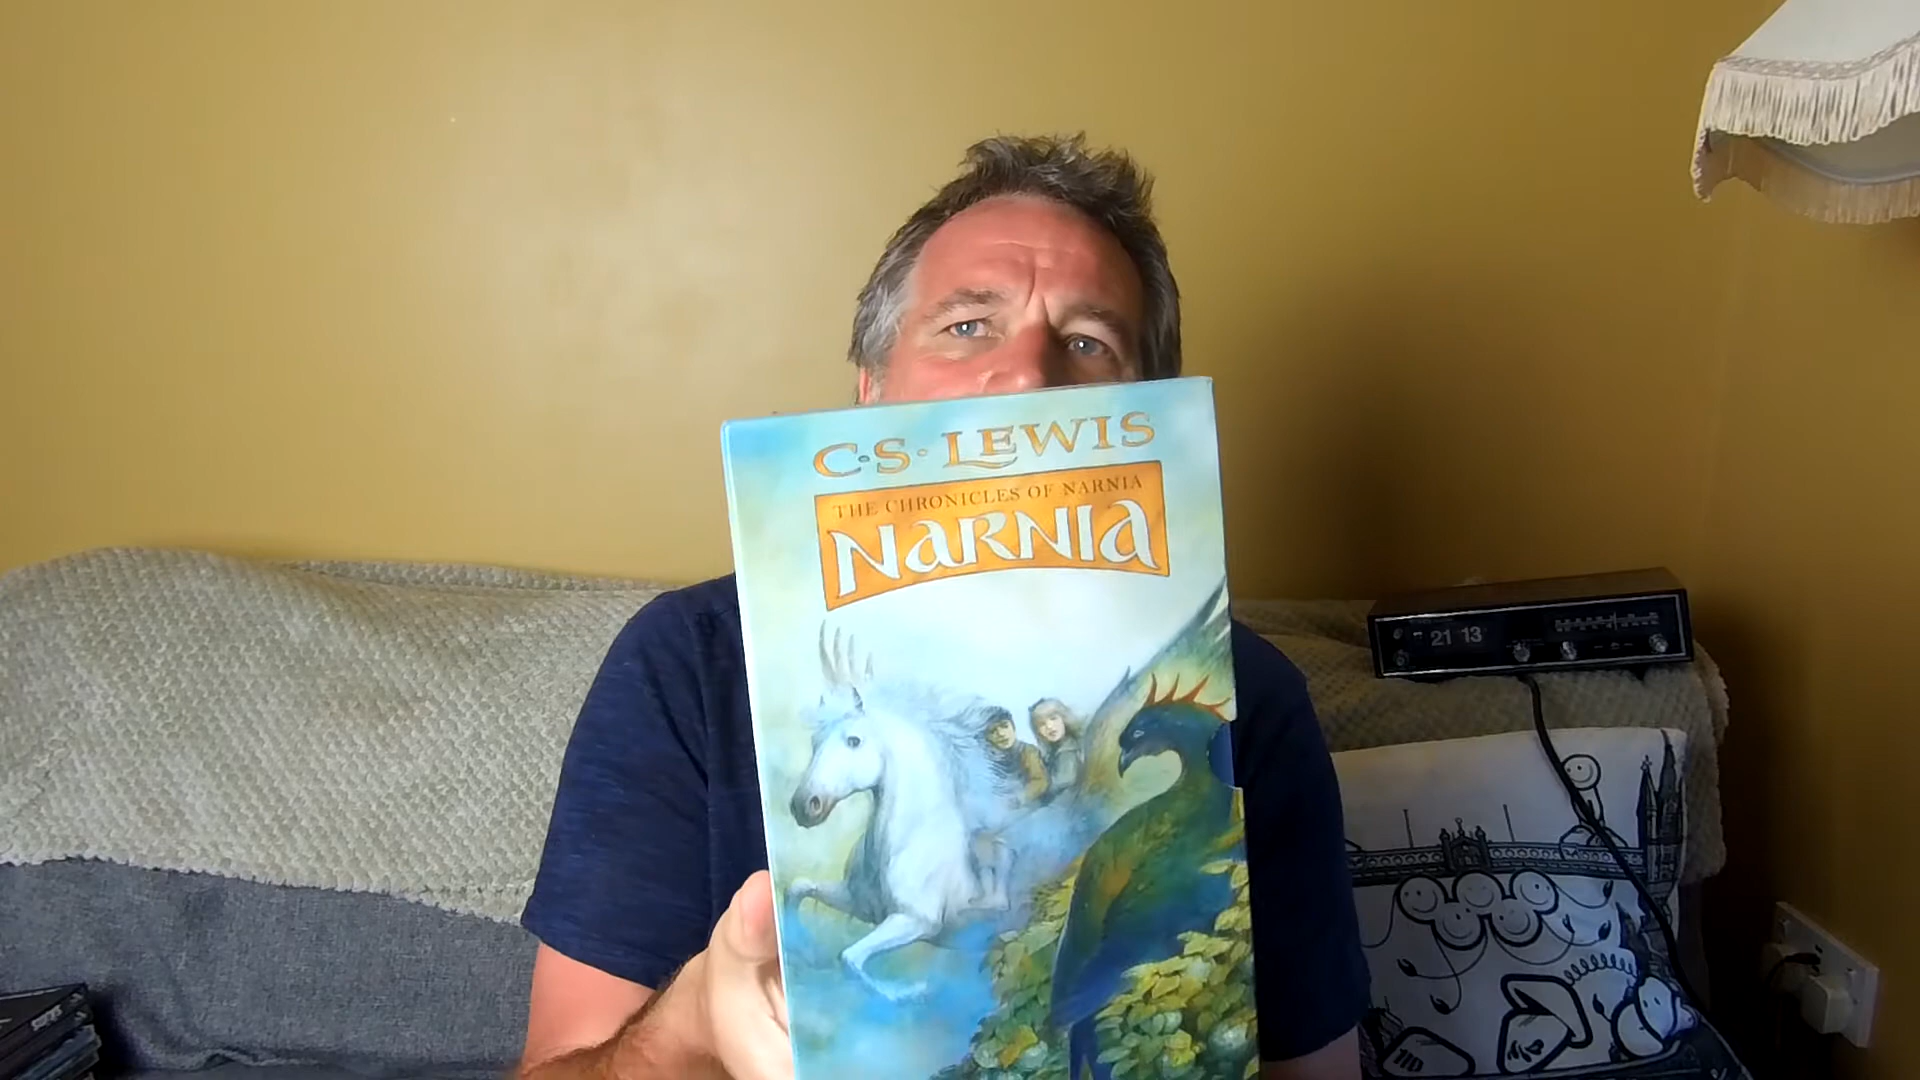 C·S·LEWIS
THE CHRONICLES OF NARNIA
NARNIA
21 13